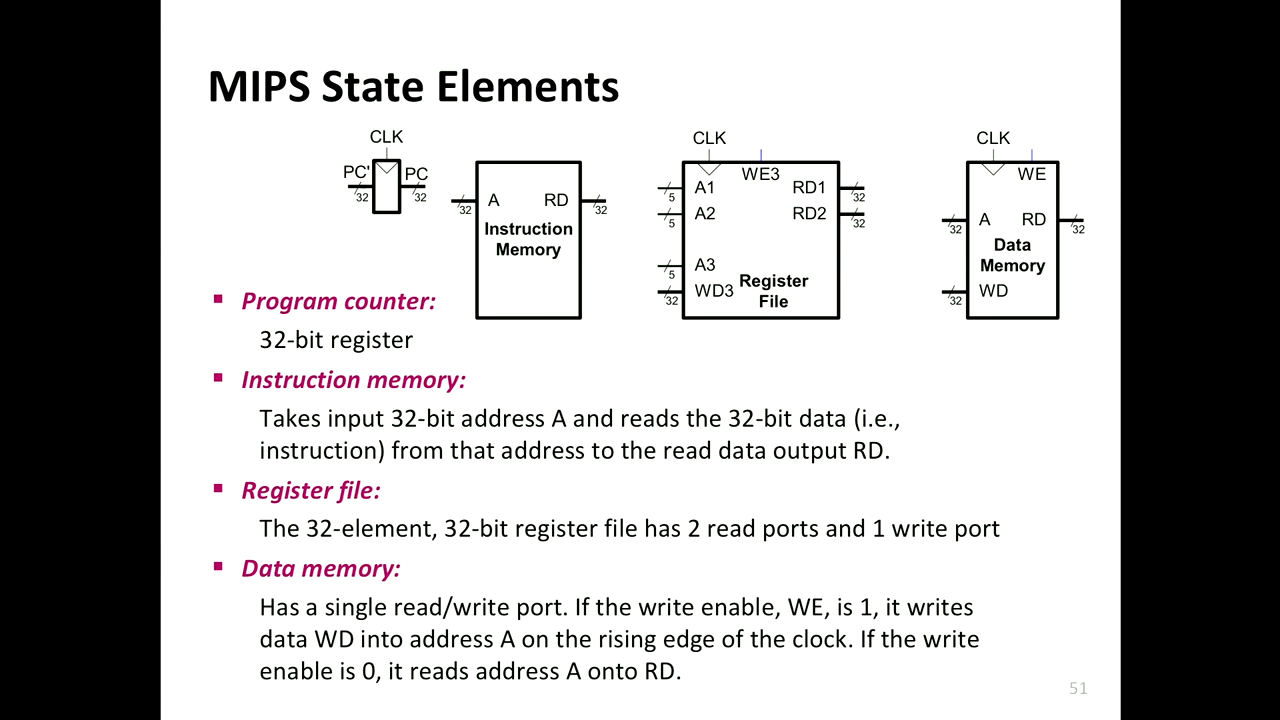 MIPS State Elements
CLK
PC'
PC
32
32
A
RD
32
32
Instruction
Memory
CLK
WE3
A1
RD1
5
32
A2
RD2
5
32
A3
5
WD3
32
Register
File
CLK
WE
A
RD
32
32
Data
Memory
WD
32
Program counter:
32-bit register
Instruction memory:
Takes input 32-bit address A and reads the 32-bit data (i.e.,
instruction) from that address to the read data output RD.
Register file:
The 32-element, 32-bit register file has 2 read ports and 1 write port
Data memory:
Has a single read/write port. If the write enable, WE, is 1, it writes
data WD into address A on the rising edge of the clock. If the write
enable is 0, it reads address A onto RD.
51